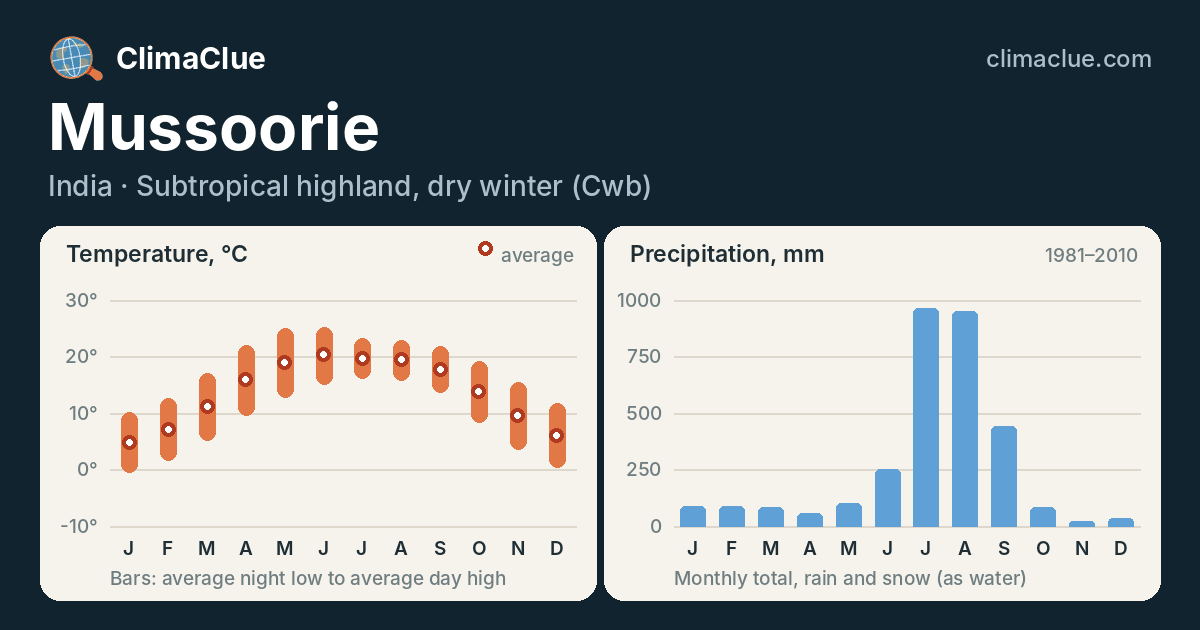 ClimaClue
climaclue.com
Mussoorie
India · Subtropical highland, dry winter (Cwb)
Temperature, °C
average
30°
20°
10°
0°
-10°
J F M A M J J A S O N D
Bars: average night low to average day high
Precipitation, mm
1981–2010
1000
750
500
250
0
J F M A M J J A S O N D
Monthly total, rain and snow (as water)